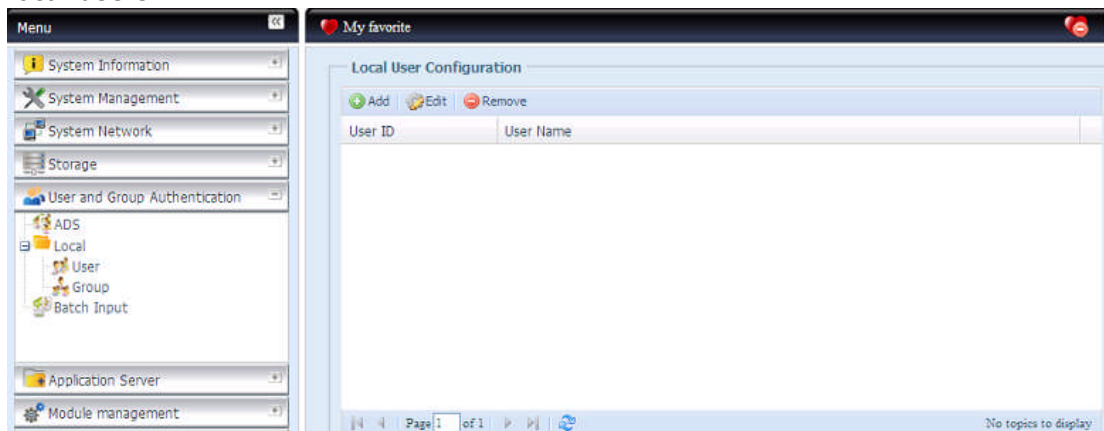 Menu
My favorite
System Information
System Management
System Network
Storage
User and Group Authentication
ADS
Local
User
Group
Batch Input
Application Server
Module management
Local User Configuration
Add Edit Remove
User ID User Name
Page 1 of 1 No topics to display